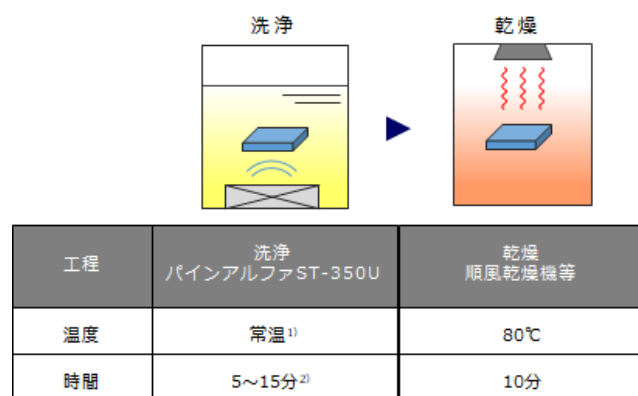 洗浄
乾燥
工程
洗浄
パインアルファST-350U
乾燥
順風乾燥機等
温度
常温1)
80℃
時間
5～15分2)
10分